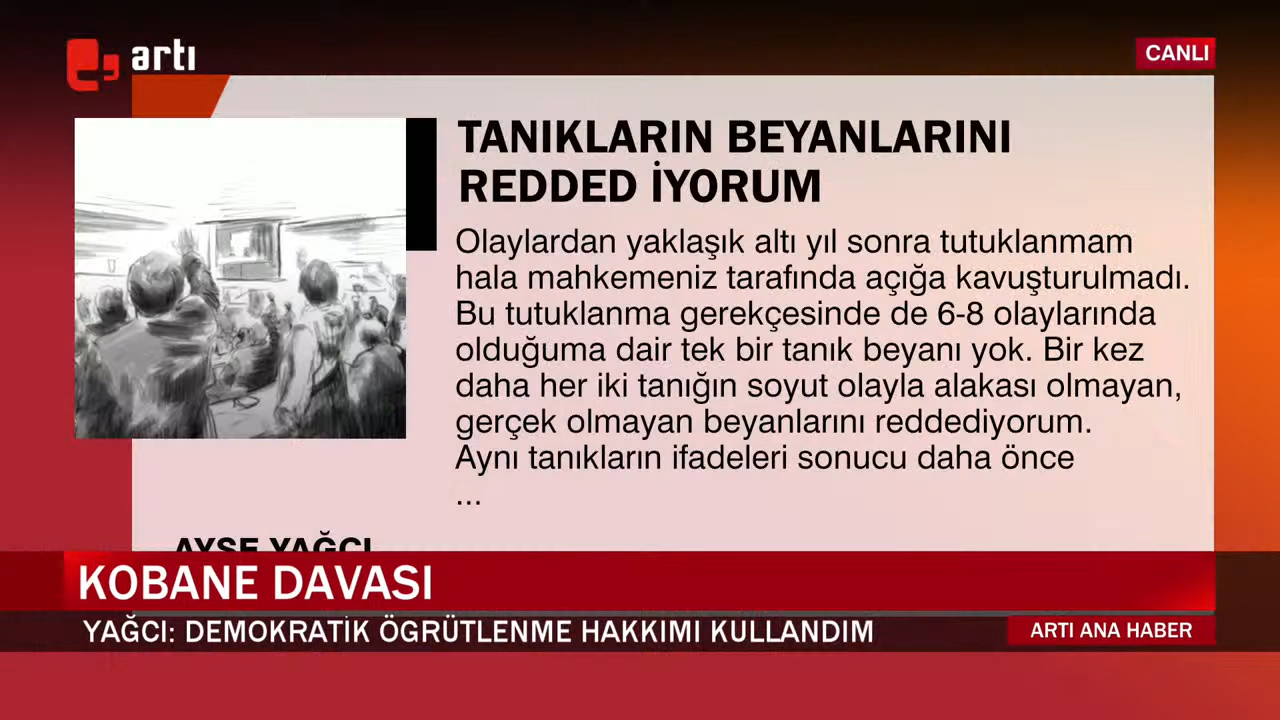 artı
CANLI
TANIKLARIN BEYANLARINI
REDDED İYORUM
Olaylardan yaklaşık altı yıl sonra tutuklanmam
hala mahkemeniz tarafında açığa kavuşturulmadı.
Bu tutuklanma gerekçesinde de 6-8 olaylarında
olduğuma dair tek bir tanık beyanı yok. Bir kez
daha her iki tanığın soyut olayla alakası olmayan,
gerçek olmayan beyanlarını reddediyorum.
Aynı tanıkların ifadeleri sonucu daha önce
...
AYŞE YAĞCI
KOBANE DAVASI
YAĞCI: DEMOKRATİK ÖGRÜTLENME HAKKIMI KULLANDIM
ARTI ANA HABER